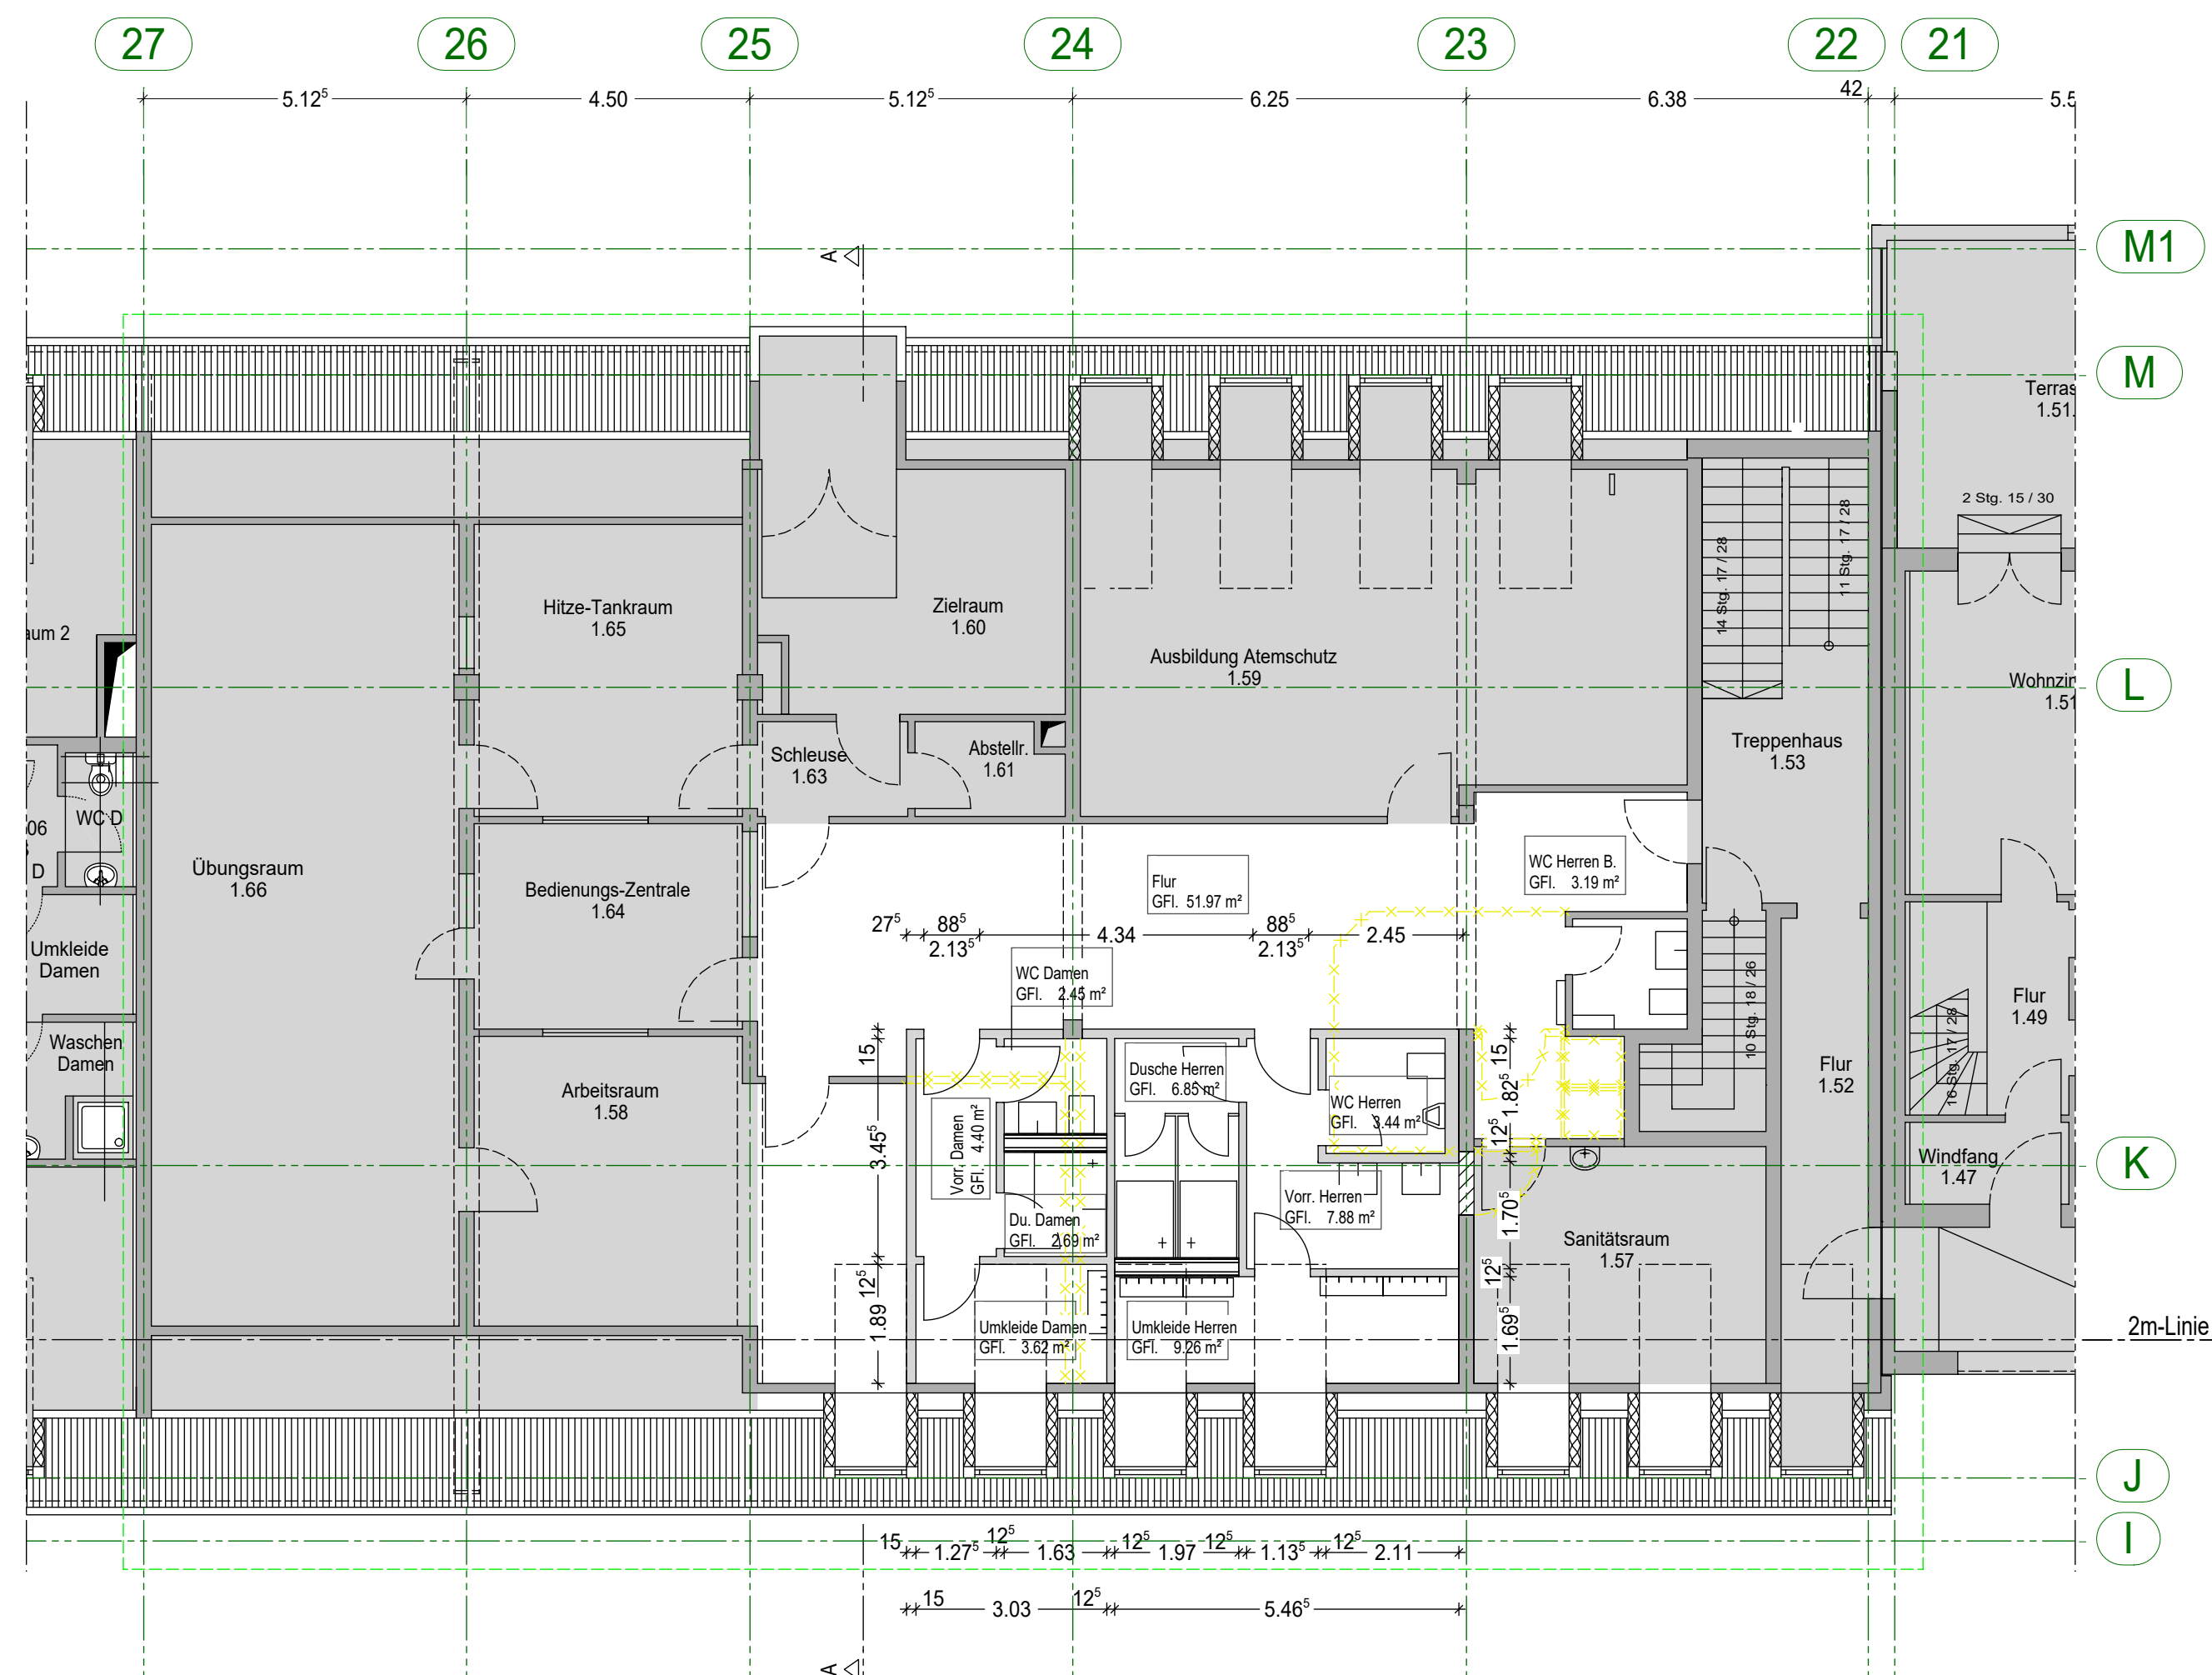 27
26
25
24
23
22
21
5.12⁵
4.50
5.12⁵
6.25
6.38
42
M1
A
M
Terras
1.51.
2 Stg. 15 / 30
14 Stg. 17 / 28
11 Stg. 17 / 28
Hitze-Tankraum
1.65
Zielraum
1.60
aum 2
Ausbildung Atemschutz
1.59
L
Wohnzir
1.51
Treppenhaus
1.53
Schleuse
1.63
Abstellr.
1.61
WC D
06
D
Übungsraum
1.66
Bedienungs-Zentrale
1.64
Flur
GFl. 51.97 m²
WC Herren B.
GFl. 3.19 m²
27⁵
88⁵
2.13⁵
4.34
88⁵
2.13⁵
2.45
Umkleide
Damen
WC Damen
GFl. 2.45 m²
10 Stg. 18 / 26
16 Stg. 17 / 28
Flur
1.49
Waschen
Damen
Arbeitsraum
1.58
15
Dusche Herren
GFl. 6.85 m²
15
1.82⁵
Flur
1.52
Vorr. Damen
GFl. 4.40 m²
WC Herren
GFl. 3.44 m²
3.45⁵
12⁵
Windfang
1.47
K
Vorr. Herren
GFl. 7.88 m²
1.70⁵
Du. Damen
GFl. 2.69 m²
Sanitätsraum
1.57
12⁵
12⁵
1.89
1.69⁵
Umkleide Damen
GFl. 3.62 m²
Umkleide Herren
GFl. 9.26 m²
2m-Linie
J
I
15
1.27⁵
12⁵
1.63
12⁵
1.97
12⁵
1.13⁵
12⁵
2.11
15
3.03
12⁵
5.46⁵
A